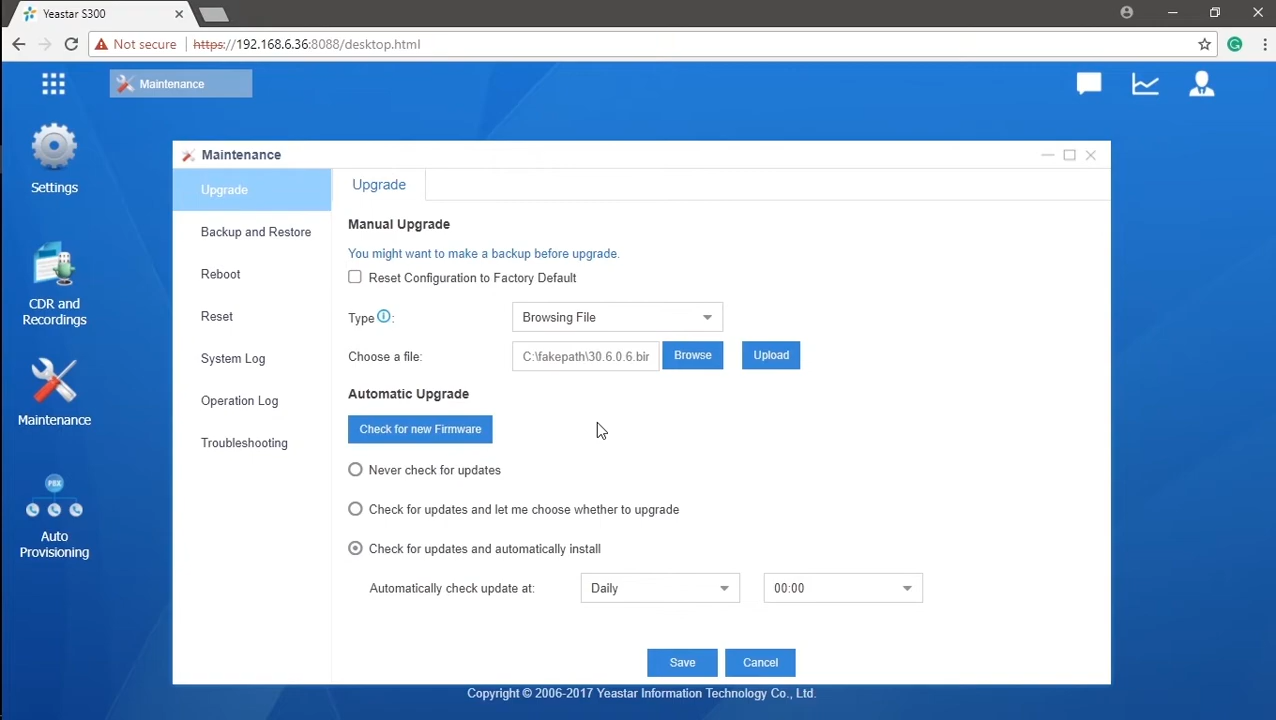 Yeastar S300
Not secure https://192.168.6.36:8088/desktop.html
Maintenance
Settings
CDR and
Recordings
Maintenance
PBX
Auto
Provisioning
Maintenance
Upgrade
Backup and Restore
Reboot
Reset
System Log
Operation Log
Troubleshooting
Upgrade
Manual Upgrade
You might want to make a backup before upgrade.
Reset Configuration to Factory Default
Type : Browsing File
Choose a file: C:\fakepath\30.6.0.6.bin Browse Upload
Automatic Upgrade
Check for new Firmware
Never check for updates
Check for updates and let me choose whether to upgrade
Check for updates and automatically install
Automatically check update at: Daily 00:00
Save Cancel
Copyright © 2006-2017 Yeastar Information Technology Co., Ltd.